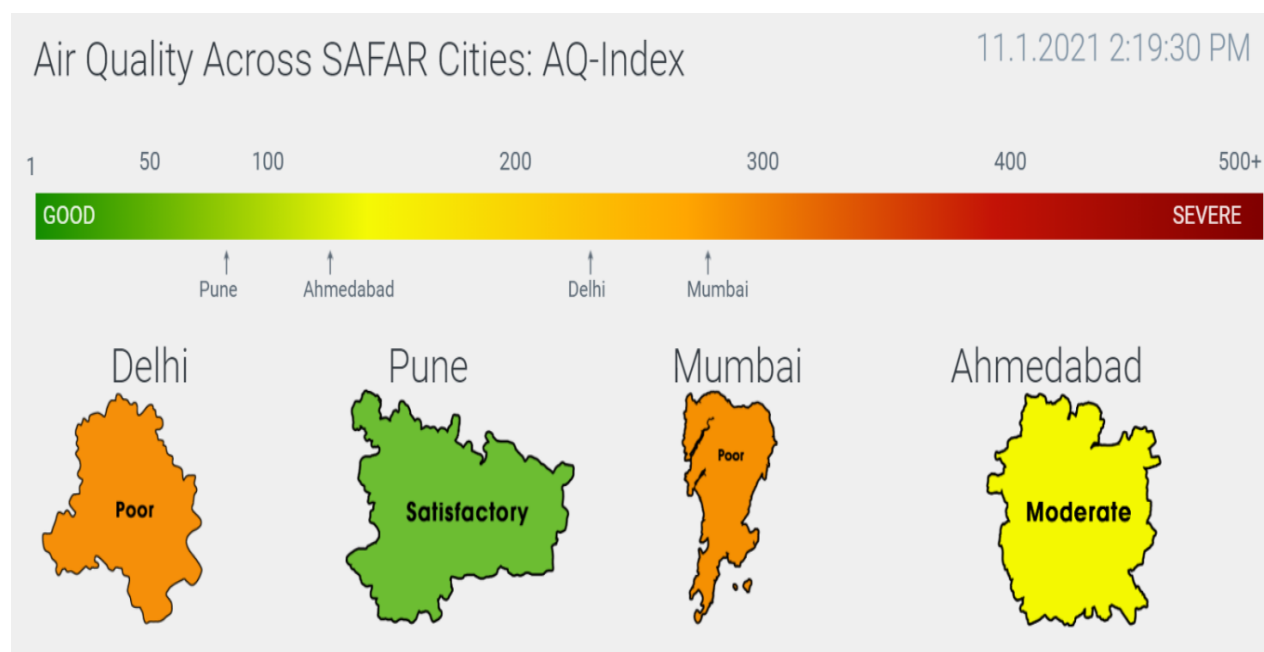 Air Quality Across SAFAR Cities: AQ-Index
11.1.2021 2:19:30 PM
1 50 100 200 300 400 500+
GOOD SEVERE
Pune Ahmedabad Delhi Mumbai
Delhi Pune Mumbai Ahmedabad
Poor Satisfactory Poor Moderate